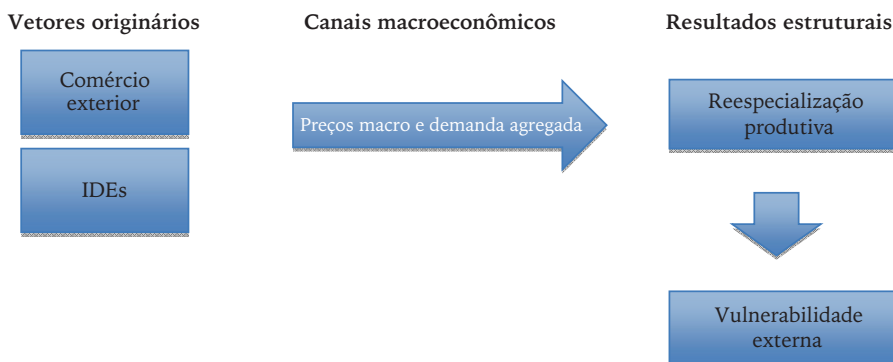 Vetores originários
Canais macroeconômicos
Resultados estruturais
Comércio
exterior
IDEs
Preços macro e demanda agregada
Reespecialização
produtiva
Vulnerabilidade
externa